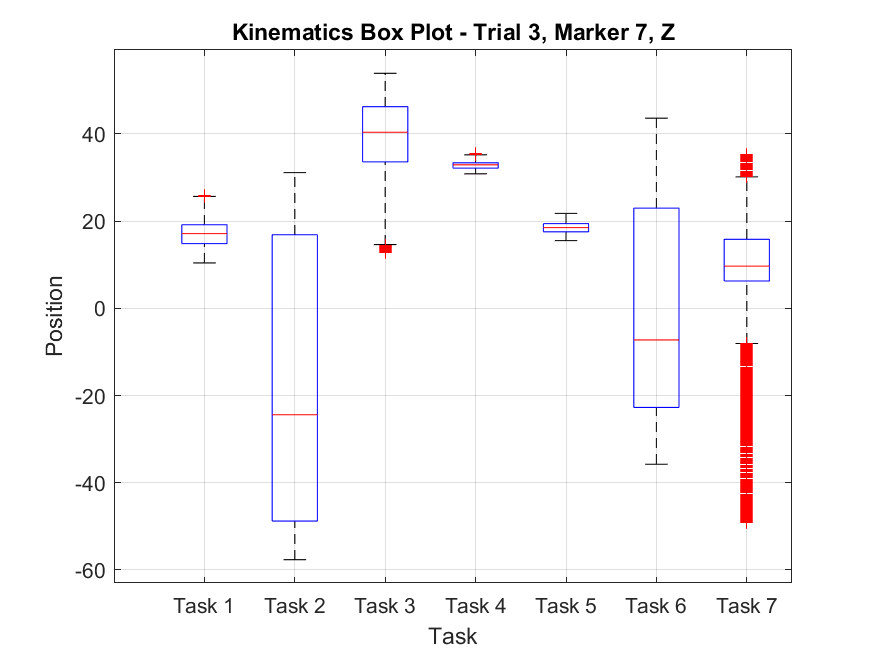 Kinematics Box Plot - Trial 3, Marker 7, Z
Position
40
20
0
-20
-40
-60
Task 1 Task 2 Task 3 Task 4 Task 5 Task 6 Task 7
Task